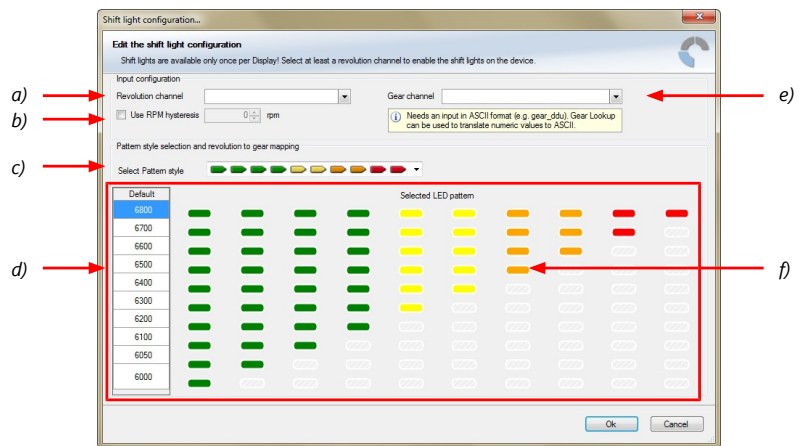 Shift light configuration...
Edit the shift light configuration
Shift lights are available only once per Display! Select at least a revolution channel to enable the shift lights on the device.
Input configuration
a)
Revolution channel
Gear channel
e)
b)
Use RPM hysteresis
0
rpm
Needs an input in ASCII format (e.g. gear_ddu). Gear Lookup
can be used to translate numeric values to ASCII.
Pattern style selection and revolution to gear mapping
c)
Select Pattern style
Default
Selected LED pattern
6800
6700
6600
6500
d)
f)
6400
6300
6200
6100
6050
6000
Ok
Cancel